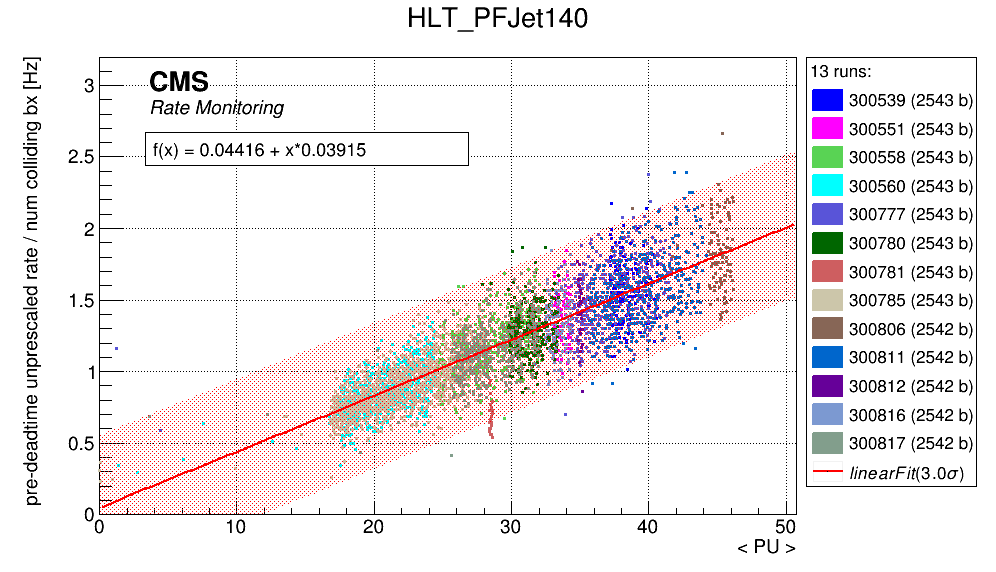 HLT_PFJet140
pre-deadtime unprescaled rate / num colliding bx [Hz]
CMS
Rate Monitoring
f(x) = 0.04416 + x*0.03915
3
2.5
2
1.5
1
0.5
0
0 10 20 30 40 50
< PU >
13 runs:
300539 (2543 b)
300551 (2543 b)
300558 (2543 b)
300560 (2543 b)
300777 (2543 b)
300780 (2543 b)
300781 (2543 b)
300785 (2543 b)
300806 (2542 b)
300811 (2542 b)
300812 (2542 b)
300816 (2542 b)
300817 (2542 b)
linearFit(3.0σ)